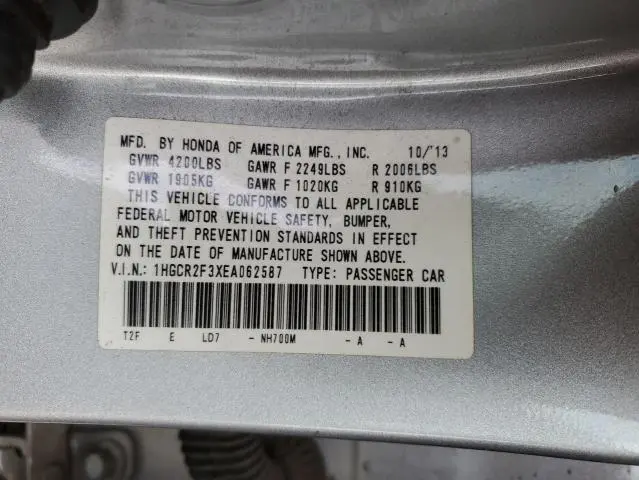 MFD. BY HONDA OF AMERICA MFG., INC. 10/'13
GVWR 4200LBS GAWR F 2249LBS R 2006LBS
GVWR 1905KG GAWR F 1020KG R 910KG
THIS VEHICLE CONFORMS TO ALL APPLICABLE
FEDERAL MOTOR VEHICLE SAFETY, BUMPER,
AND THEFT PREVENTION STANDARDS IN EFFECT
ON THE DATE OF MANUFACTURE SHOWN ABOVE.
V.I.N.: 1HGCR2F3XEA062587 TYPE: PASSENGER CAR
T2F E LD7 - NH700M - A - A